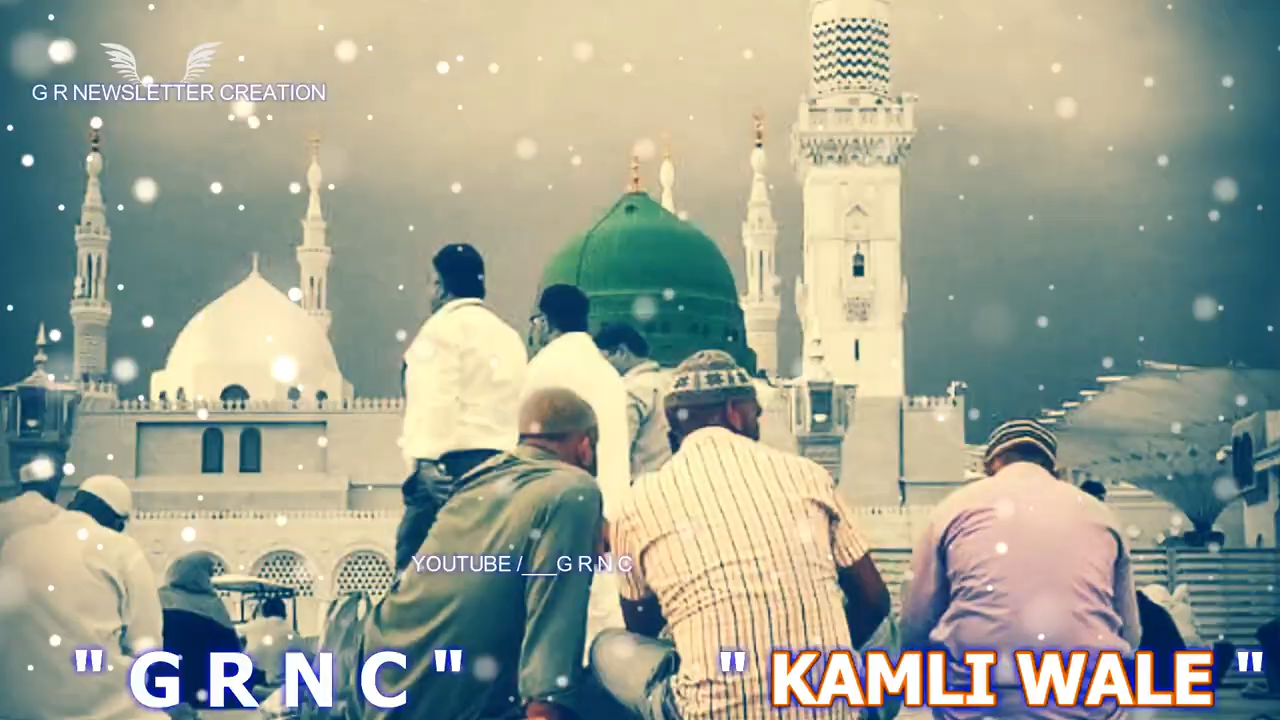 G R NEWSLETTER CREATION
YOUTUBE /___G R N C
" G R N C "
" KAMLI WALE "